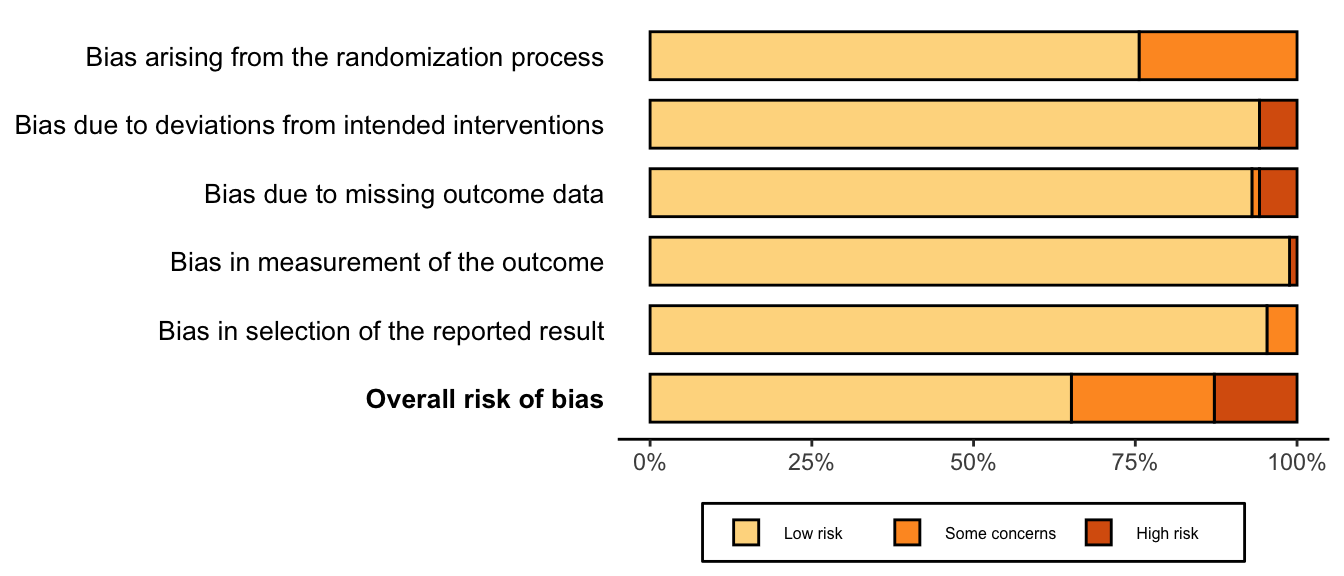 Bias arising from the randomization process
Bias due to deviations from intended interventions
Bias due to missing outcome data
Bias in measurement of the outcome
Bias in selection of the reported result
Overall risk of bias
0% 25% 50% 75% 100%
Low risk Some concerns High risk